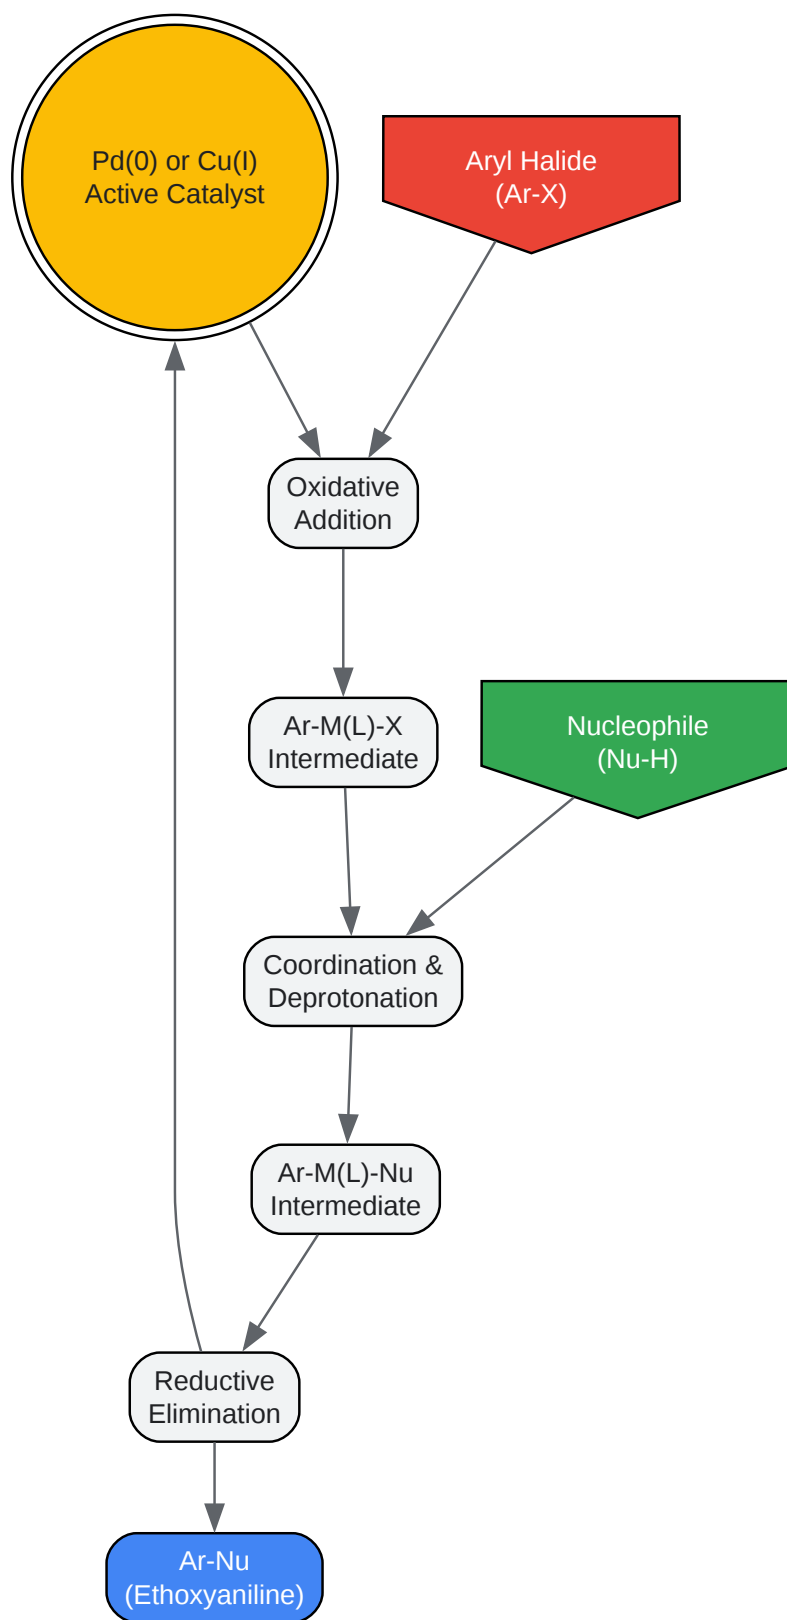 Pd(0) or Cu(I)
Active Catalyst
Aryl Halide
(Ar-X)
Oxidative
Addition
Ar-M(L)-X
Intermediate
Nucleophile
(Nu-H)
Coordination &
Deprotonation
Ar-M(L)-Nu
Intermediate
Reductive
Elimination
Ar-Nu
(Ethoxyaniline)